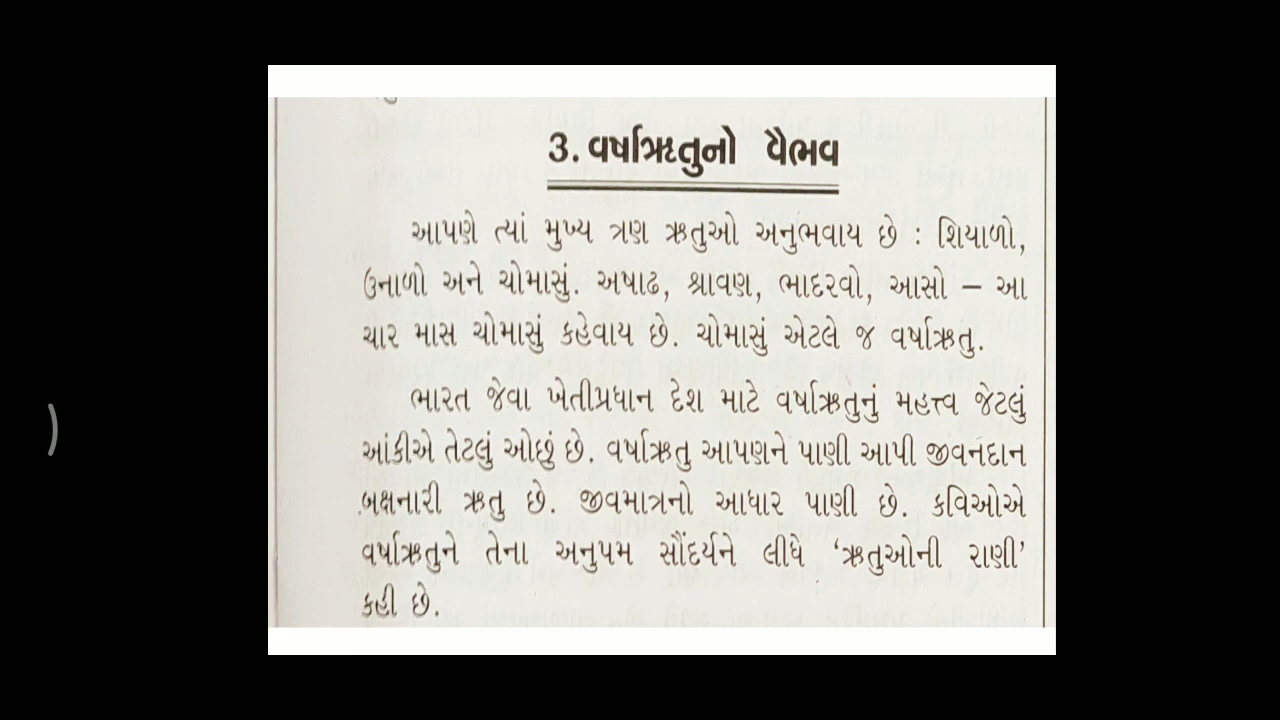 3. વર્ષાઋતુનો વૈભવ
આપણે ત્યાં મુખ્ય ત્રણ ઋતુઓ અનુભવાય છે : શિયાળો,
ઉનાળો અને ચોમાસું. અષાઢ, શ્રાવણ, ભાદરવો, આસો – આ
ચાર માસ ચોમાસું કહેવાય છે. ચોમાસું એટલે જ વર્ષાઋતુ.
ભારત જેવા ખેતીપ્રધાન દેશ માટે વર્ષાઋતુનું મહત્ત્વ જેટલું
આંકીએ તેટલું ઓછું છે. વર્ષાઋતુ આપણને પાણી આપી જીવનદાન
બક્ષનારી ઋતુ છે. જીવમાત્રનો આધાર પાણી છે. કવિઓએ
વર્ષાઋતુને તેના અનુપમ સૌંદર્યને લીધે ‘ઋતુઓની રાણી’
કહી છે.